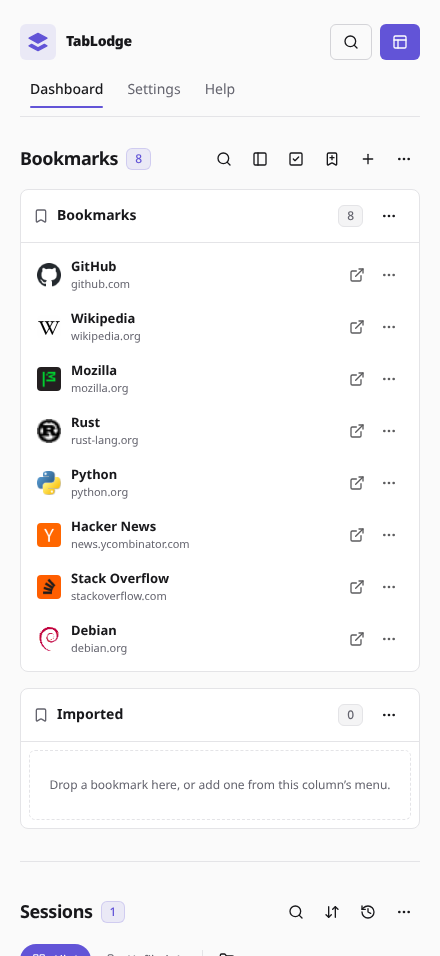 TabLodge
Dashboard Settings Help
Bookmarks 8
Bookmarks 8
GitHub
github.com
Wikipedia
wikipedia.org
Mozilla
mozilla.org
Rust
rust-lang.org
Python
python.org
Hacker News
news.ycombinator.com
Stack Overflow
stackoverflow.com
Debian
debian.org
Imported 0
Drop a bookmark here, or add one from this column’s menu.
Sessions 1